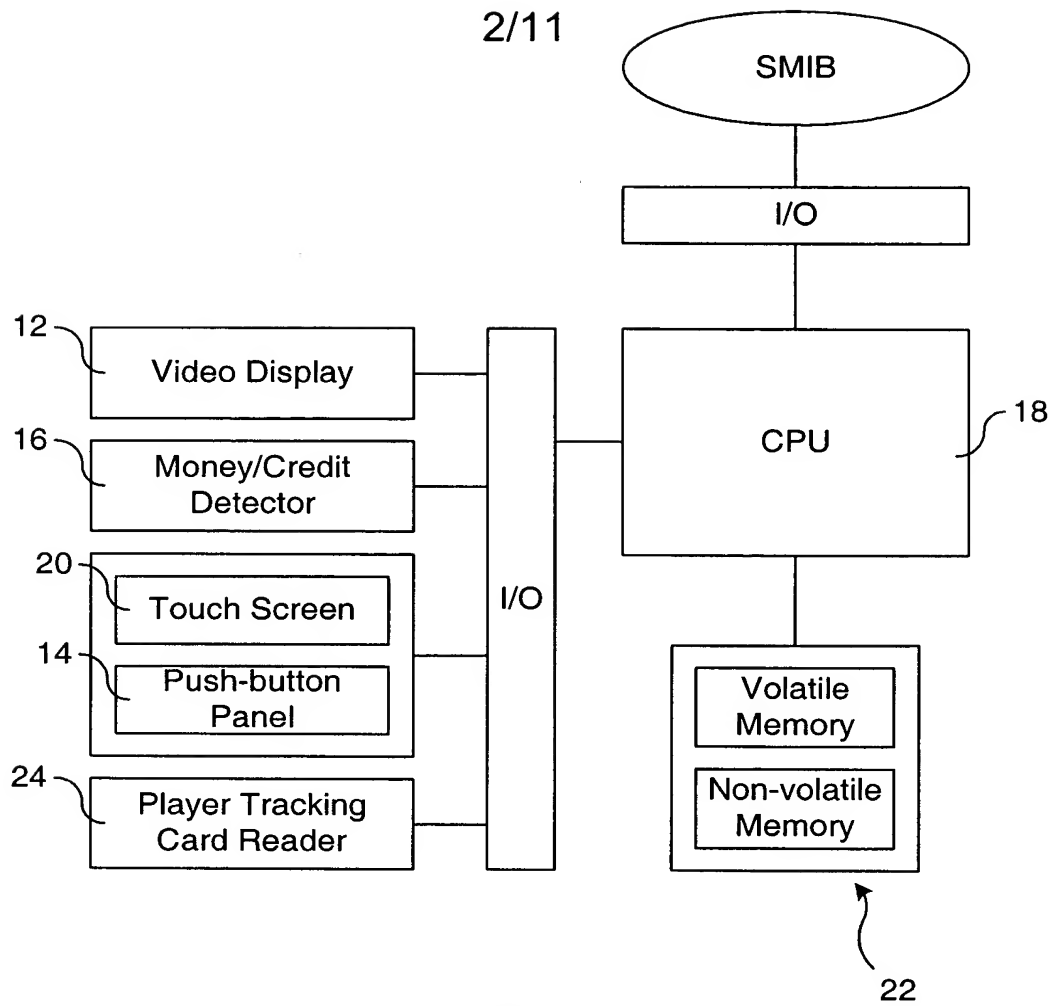 2/11
SMIB
I/O
12
Video Display
16
Money/Credit
Detector
20
Touch Screen
14
Push-button
Panel
24
Player Tracking
Card Reader
I/O
CPU
18
Volatile
Memory
Non-volatile
Memory
22